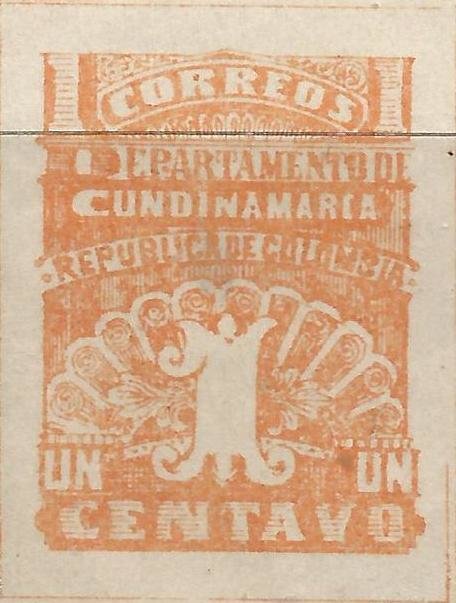 CORREOS
DEPARTAMENTO DE
CUNDINAMARCA
REPUBLICA DE COLOMBIA
UN UN
CENTAVO